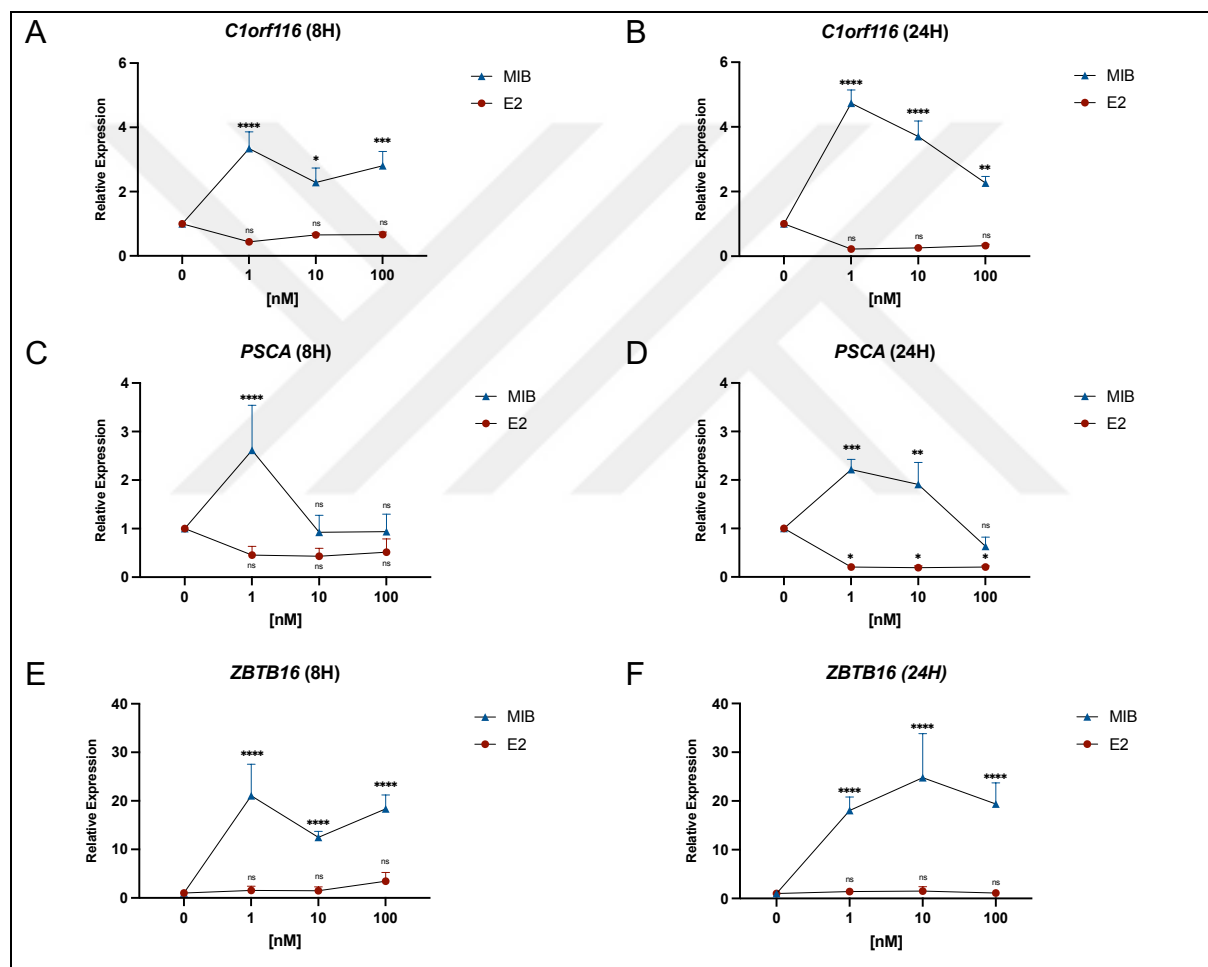 A
C1orf116 (8H)
6
4
2
0
Relative Expression
****
*
***
ns
ns
ns
0
1
10
100
[nM]
MIB
E2
B
C1orf116 (24H)
6
4
2
0
Relative Expression
****
****
**
ns
ns
ns
0
1
10
100
[nM]
MIB
E2
C
PSCA (8H)
4
3
2
1
0
Relative Expression
****
ns
ns
ns
ns
ns
0
1
10
100
[nM]
MIB
E2
D
PSCA (24H)
4
3
2
1
0
Relative Expression
***
**
ns
*
*
*
0
1
10
100
[nM]
MIB
E2
E
ZBTB16 (8H)
40
30
20
10
0
Relative Expression
****
****
****
ns
ns
ns
0
1
10
100
[nM]
MIB
E2
F
ZBTB16 (24H)
40
30
20
10
0
Relative Expression
****
****
****
ns
ns
ns
0
1
10
100
[nM]
MIB
E2